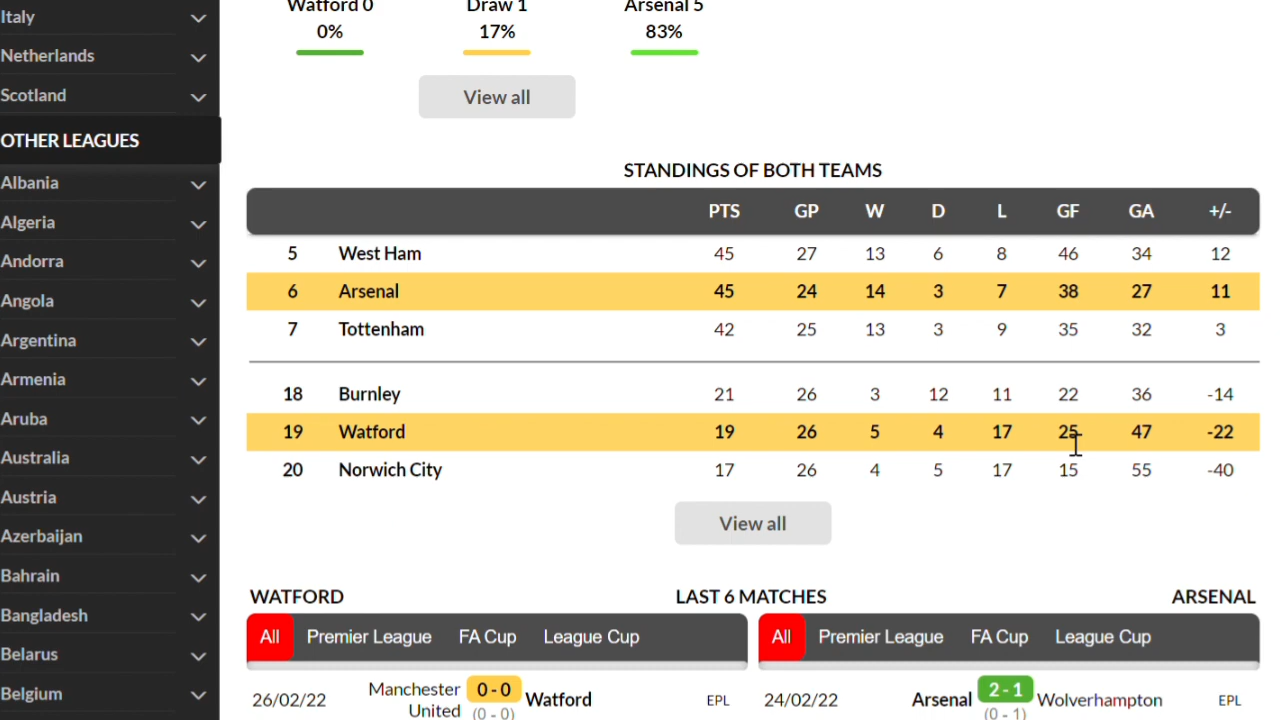 Italy
Netherlands
Scotland
OTHER LEAGUES
Albania
Algeria
Andorra
Angola
Argentina
Armenia
Aruba
Australia
Austria
Azerbaijan
Bahrain
Bangladesh
Belarus
Belgium
Watford 0 Draw 1 Arsenal 5
0% 17% 83%
View all
STANDINGS OF BOTH TEAMS
PTS GP W D L GF GA +/-
5 West Ham 45 27 13 6 8 46 34 12
6 Arsenal 45 24 14 3 7 38 27 11
7 Tottenham 42 25 13 3 9 35 32 3
18 Burnley 21 26 3 12 11 22 36 -14
19 Watford 19 26 5 4 17 25 47 -22
20 Norwich City 17 26 4 5 17 15 55 -40
View all
WATFORD LAST 6 MATCHES ARSENAL
All Premier League FA Cup League Cup All Premier League FA Cup League Cup
26/02/22 Manchester United 0 - 0 (0 - 0) Watford EPL
24/02/22 Arsenal 2 - 1 (0 - 1) Wolverhampton EPL